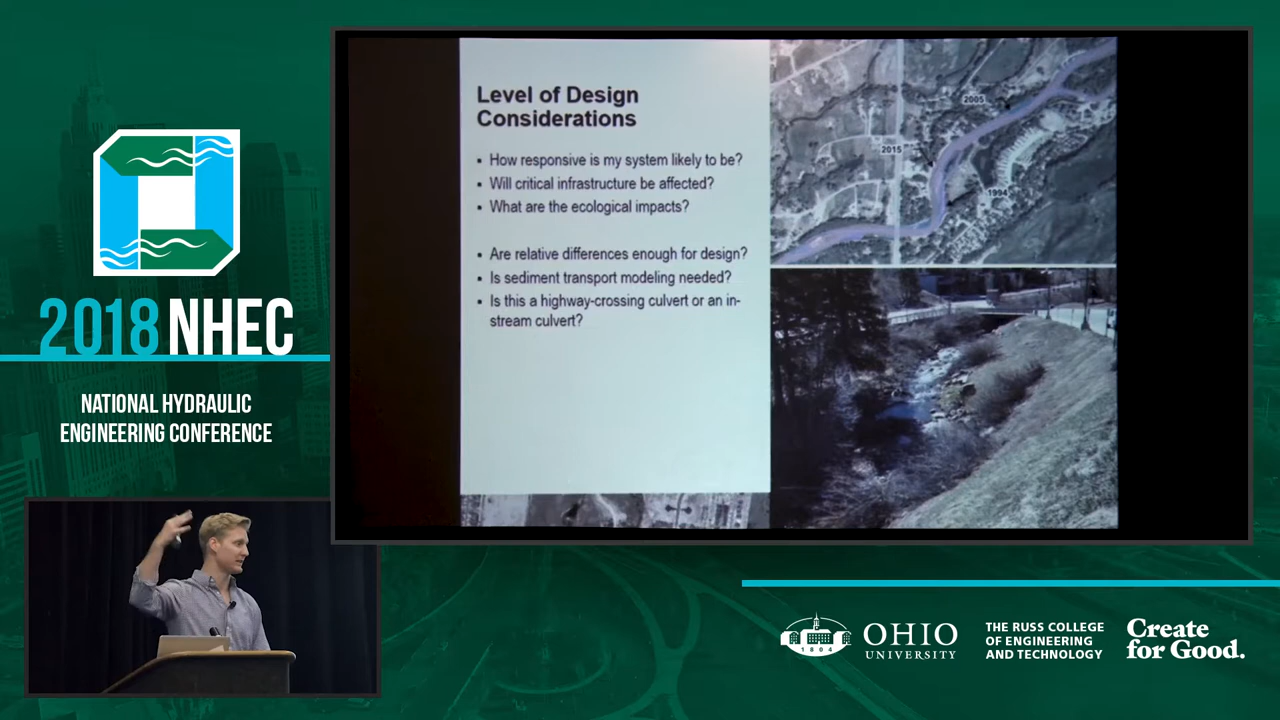 2018 NHEC
NATIONAL HYDRAULIC
ENGINEERING CONFERENCE
Level of Design
Considerations
▪ How responsive is my system likely to be?
▪ Will critical infrastructure be affected?
▪ What are the ecological impacts?
▪ Are relative differences enough for design?
▪ Is sediment transport modeling needed?
▪ Is this a highway-crossing culvert or an in-
stream culvert?
2005
2015
1994
1804
OHIO
UNIVERSITY
THE RUSS COLLEGE
OF ENGINEERING
AND TECHNOLOGY
Create
for Good.